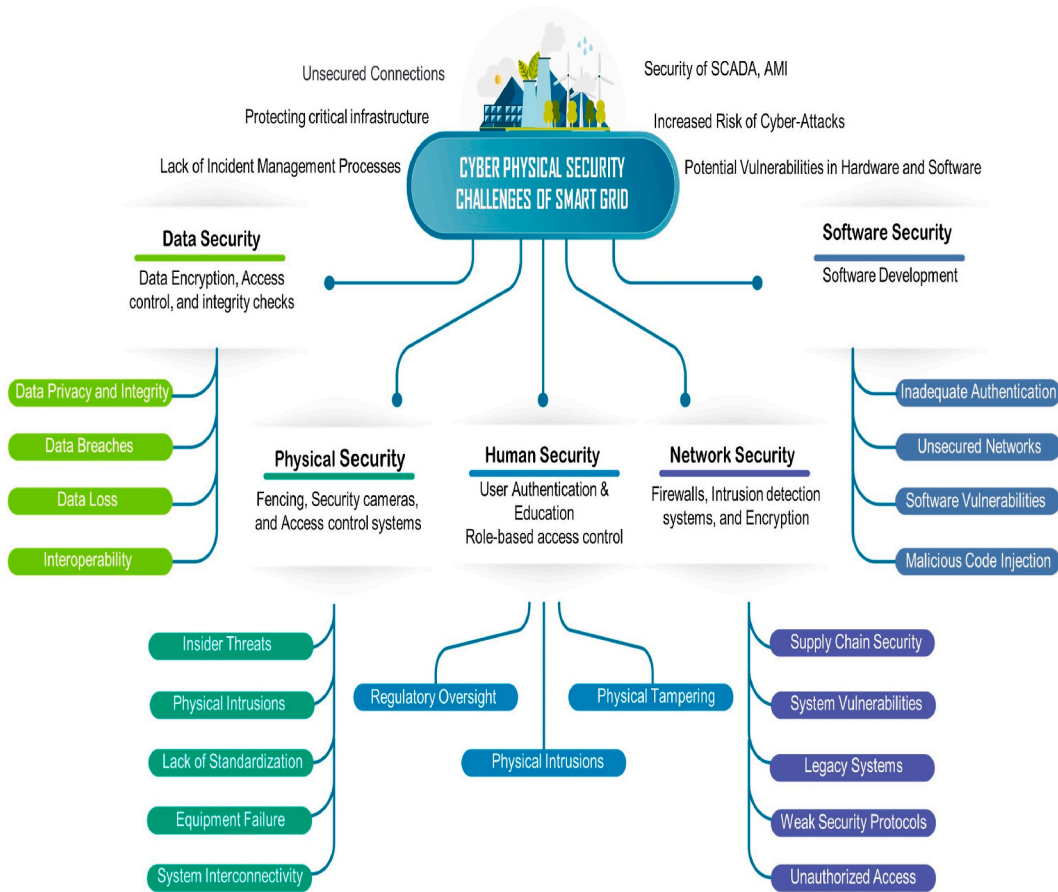 Unsecured Connections
Security of SCADA, AMI
Protecting critical infrastructure
Increased Risk of Cyber-Attacks
Lack of Incident Management Processes
CYBER PHYSICAL SECURITY
CHALLENGES OF SMART GRID
Potential Vulnerabilities in Hardware and Software
Data Security
Data Encryption, Access
control, and integrity checks
Software Security
Software Development
Data Privacy and Integrity
Data Breaches
Data Loss
Interoperability
Inadequate Authentication
Unsecured Networks
Software Vulnerabilities
Malicious Code Injection
Physical Security
Fencing, Security cameras,
and Access control systems
Human Security
User Authentication &
Education
Role-based access control
Network Security
Firewalls, Intrusion detection
systems, and Encryption
Insider Threats
Physical Intrusions
Lack of Standardization
Equipment Failure
System Interconnectivity
Regulatory Oversight
Physical Tampering
Physical Intrusions
Supply Chain Security
System Vulnerabilities
Legacy Systems
Weak Security Protocols
Unauthorized Access